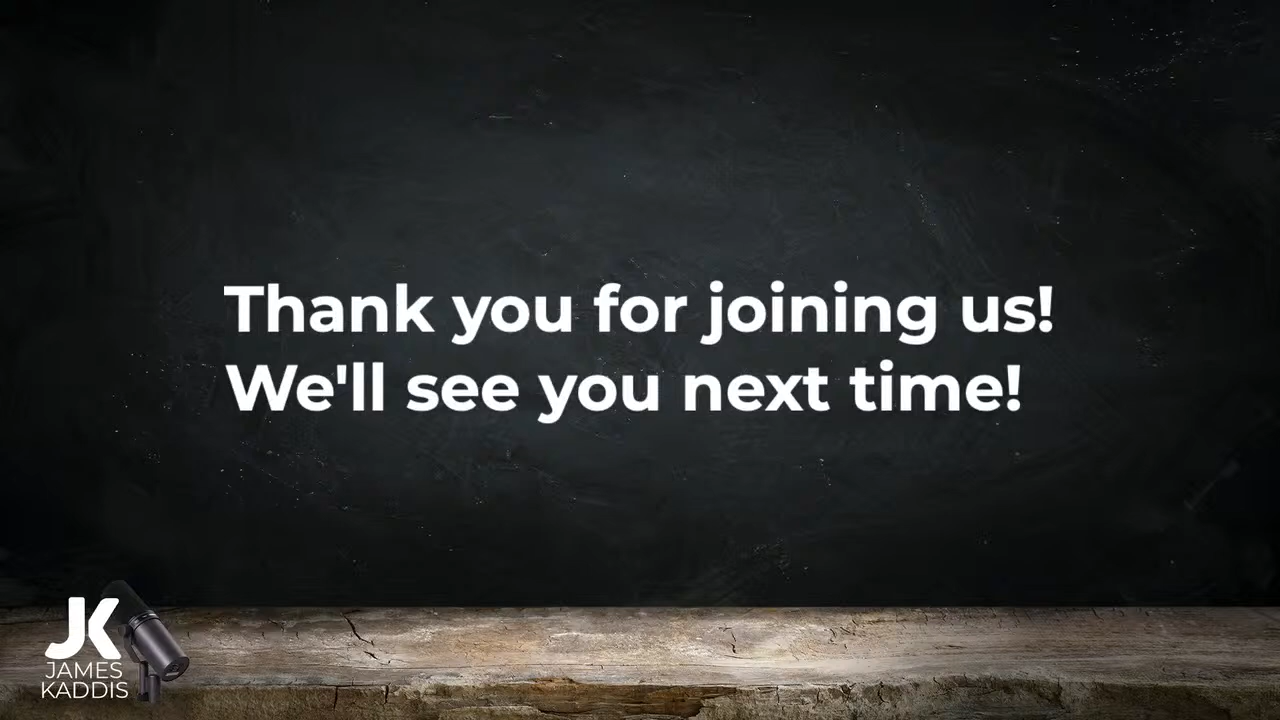 Thank you for joining us!
We'll see you next time!
JK
JAMES
KADDIS